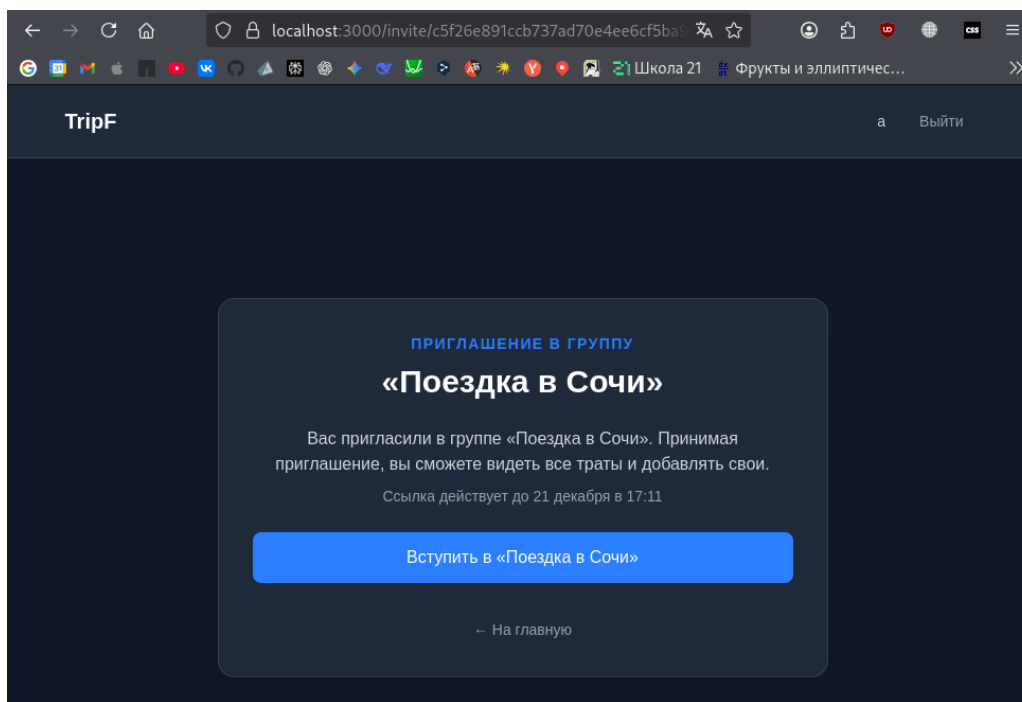 localhost:3000/invite/c5f26e891ccb737ad70e4ee6cf5ba
Школа 21 Фрукты и эллиптичес...
TripF
а Выйти
ПРИГЛАШЕНИЕ В ГРУППУ
«Поездка в Сочи»
Вас пригласили в группе «Поездка в Сочи». Принимая
приглашение, вы сможете видеть все траты и добавлять свои.
Ссылка действует до 21 декабря в 17:11
Вступить в «Поездка в Сочи»
← На главную